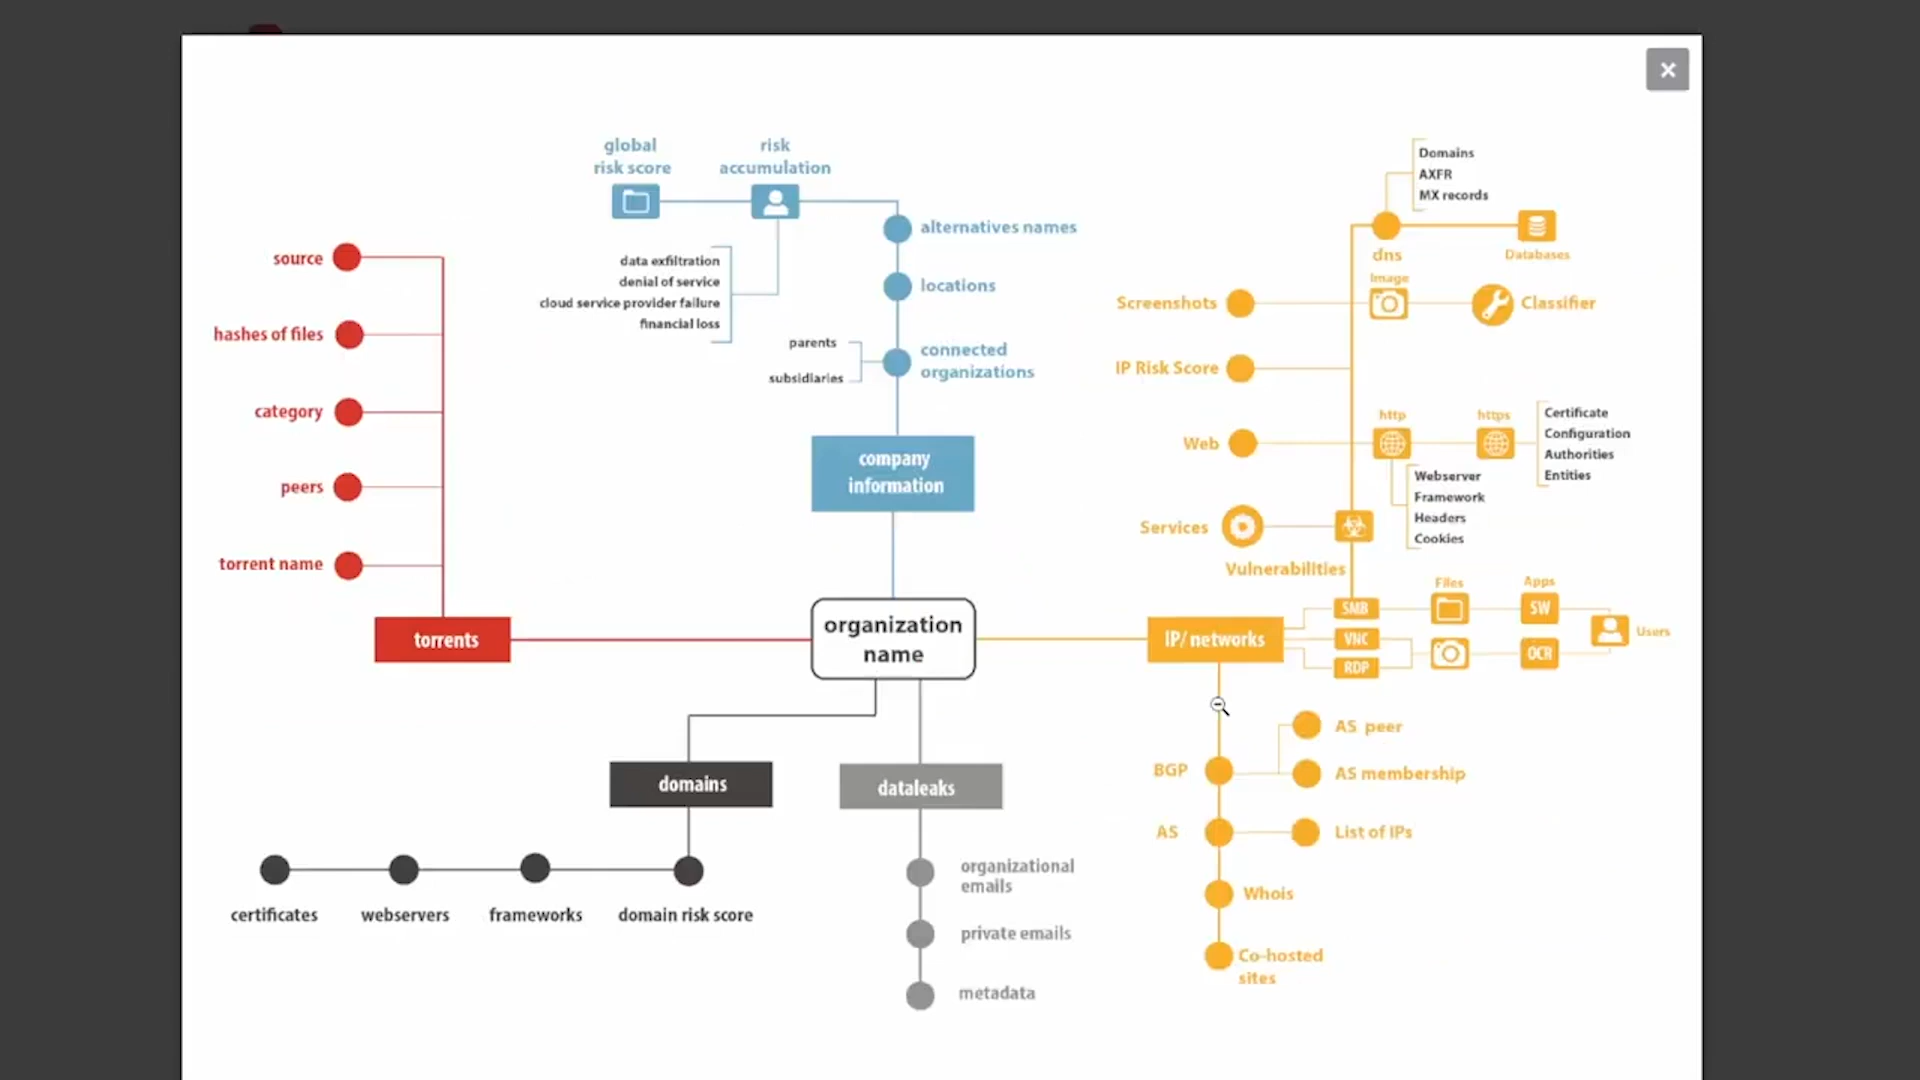 global
risk score
risk
accumulation
alternatives names
locations
connected
organizations
data exfiltration
denial of service
cloud service provider failure
financial loss
parents
subsidiaries
company
information
source
hashes of files
category
peers
torrent name
torrents
organization
name
domains
certificates
webservers
frameworks
domain risk score
dataleaks
organizational
emails
private emails
metadata
IP/ networks
Domains
AXFR
MX records
dns
Databases
Screenshots
Image
Classifier
IP Risk Score
Web
http
https
Certificate
Configuration
Authorities
Entities
Webserver
Framework
Headers
Cookies
Services
Vulnerabilities
SMB
VNC
RDP
Files
Apps
SW
OCR
Users
BGP
AS peer
AS membership
AS
List of IPs
Whois
Co-hosted
sites